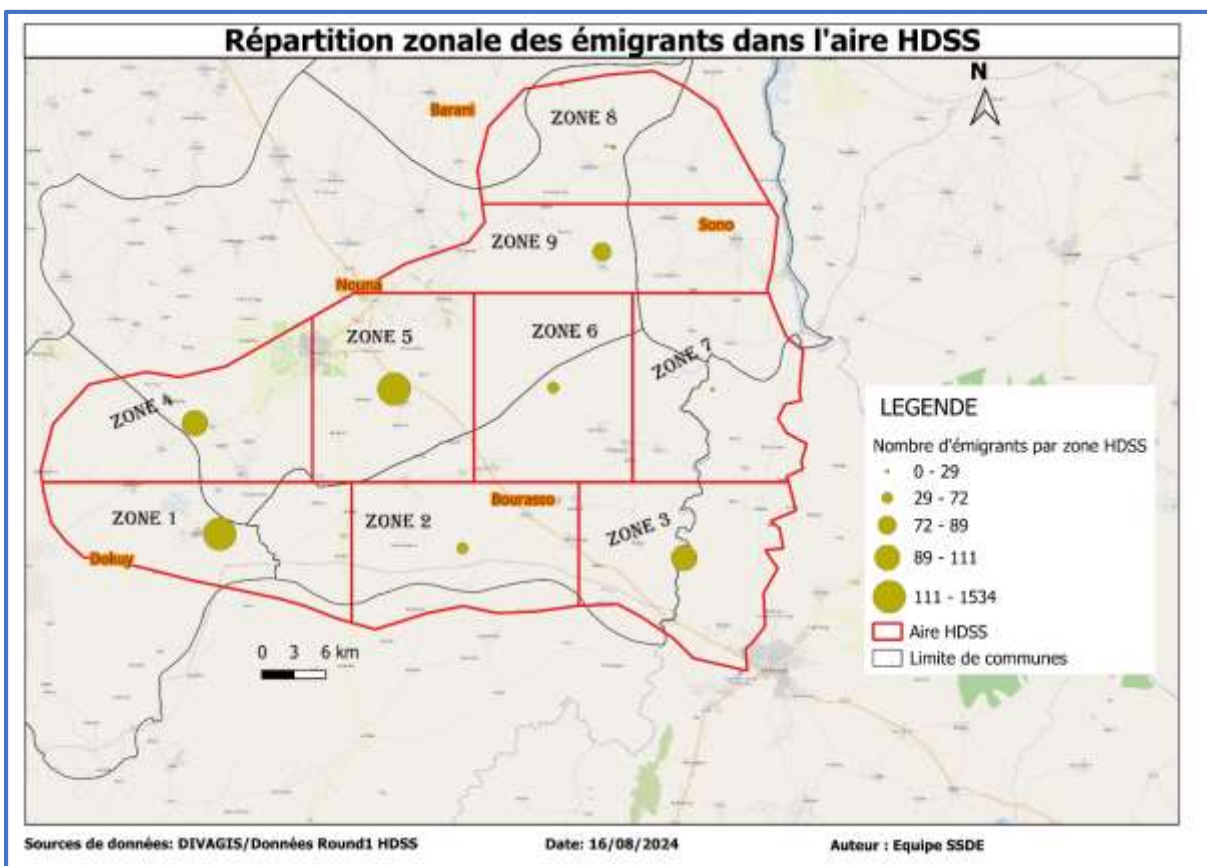 Répartition zonale des émigrants dans l'aire HDSS
N
Barani
ZONE 8
ZONE 9
Sono
Nouna
ZONE 5
ZONE 6
ZONE 7
ZONE 4
ZONE 1
ZONE 2
Bourasso
ZONE 3
Dokuy
0 3 6 km
LEGENDE
Nombre d'émigrants par zone HDSS
0 - 29
29 - 72
72 - 89
89 - 111
111 - 1534
Aire HDSS
Limite de communes
Sources de données: DIVAGIS/Données Round1 HDSS
Date: 16/08/2024
Auteur : Equipe SSDE